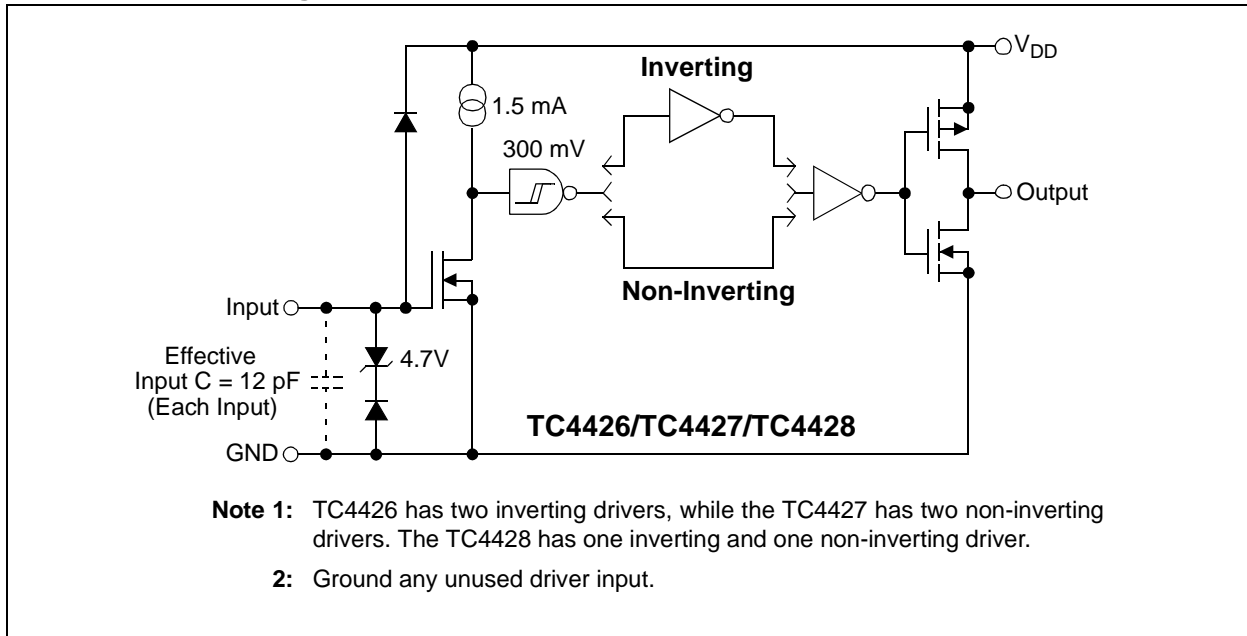 V_DD
Inverting
1.5 mA
300 mV
Output
Non-Inverting
Input
Effective
Input C = 12 pF
(Each Input)
4.7V
TC4426/TC4427/TC4428
GND
Note 1: TC4426 has two inverting drivers, while the TC4427 has two non-inverting
drivers. The TC4428 has one inverting and one non-inverting driver.
2: Ground any unused driver input.